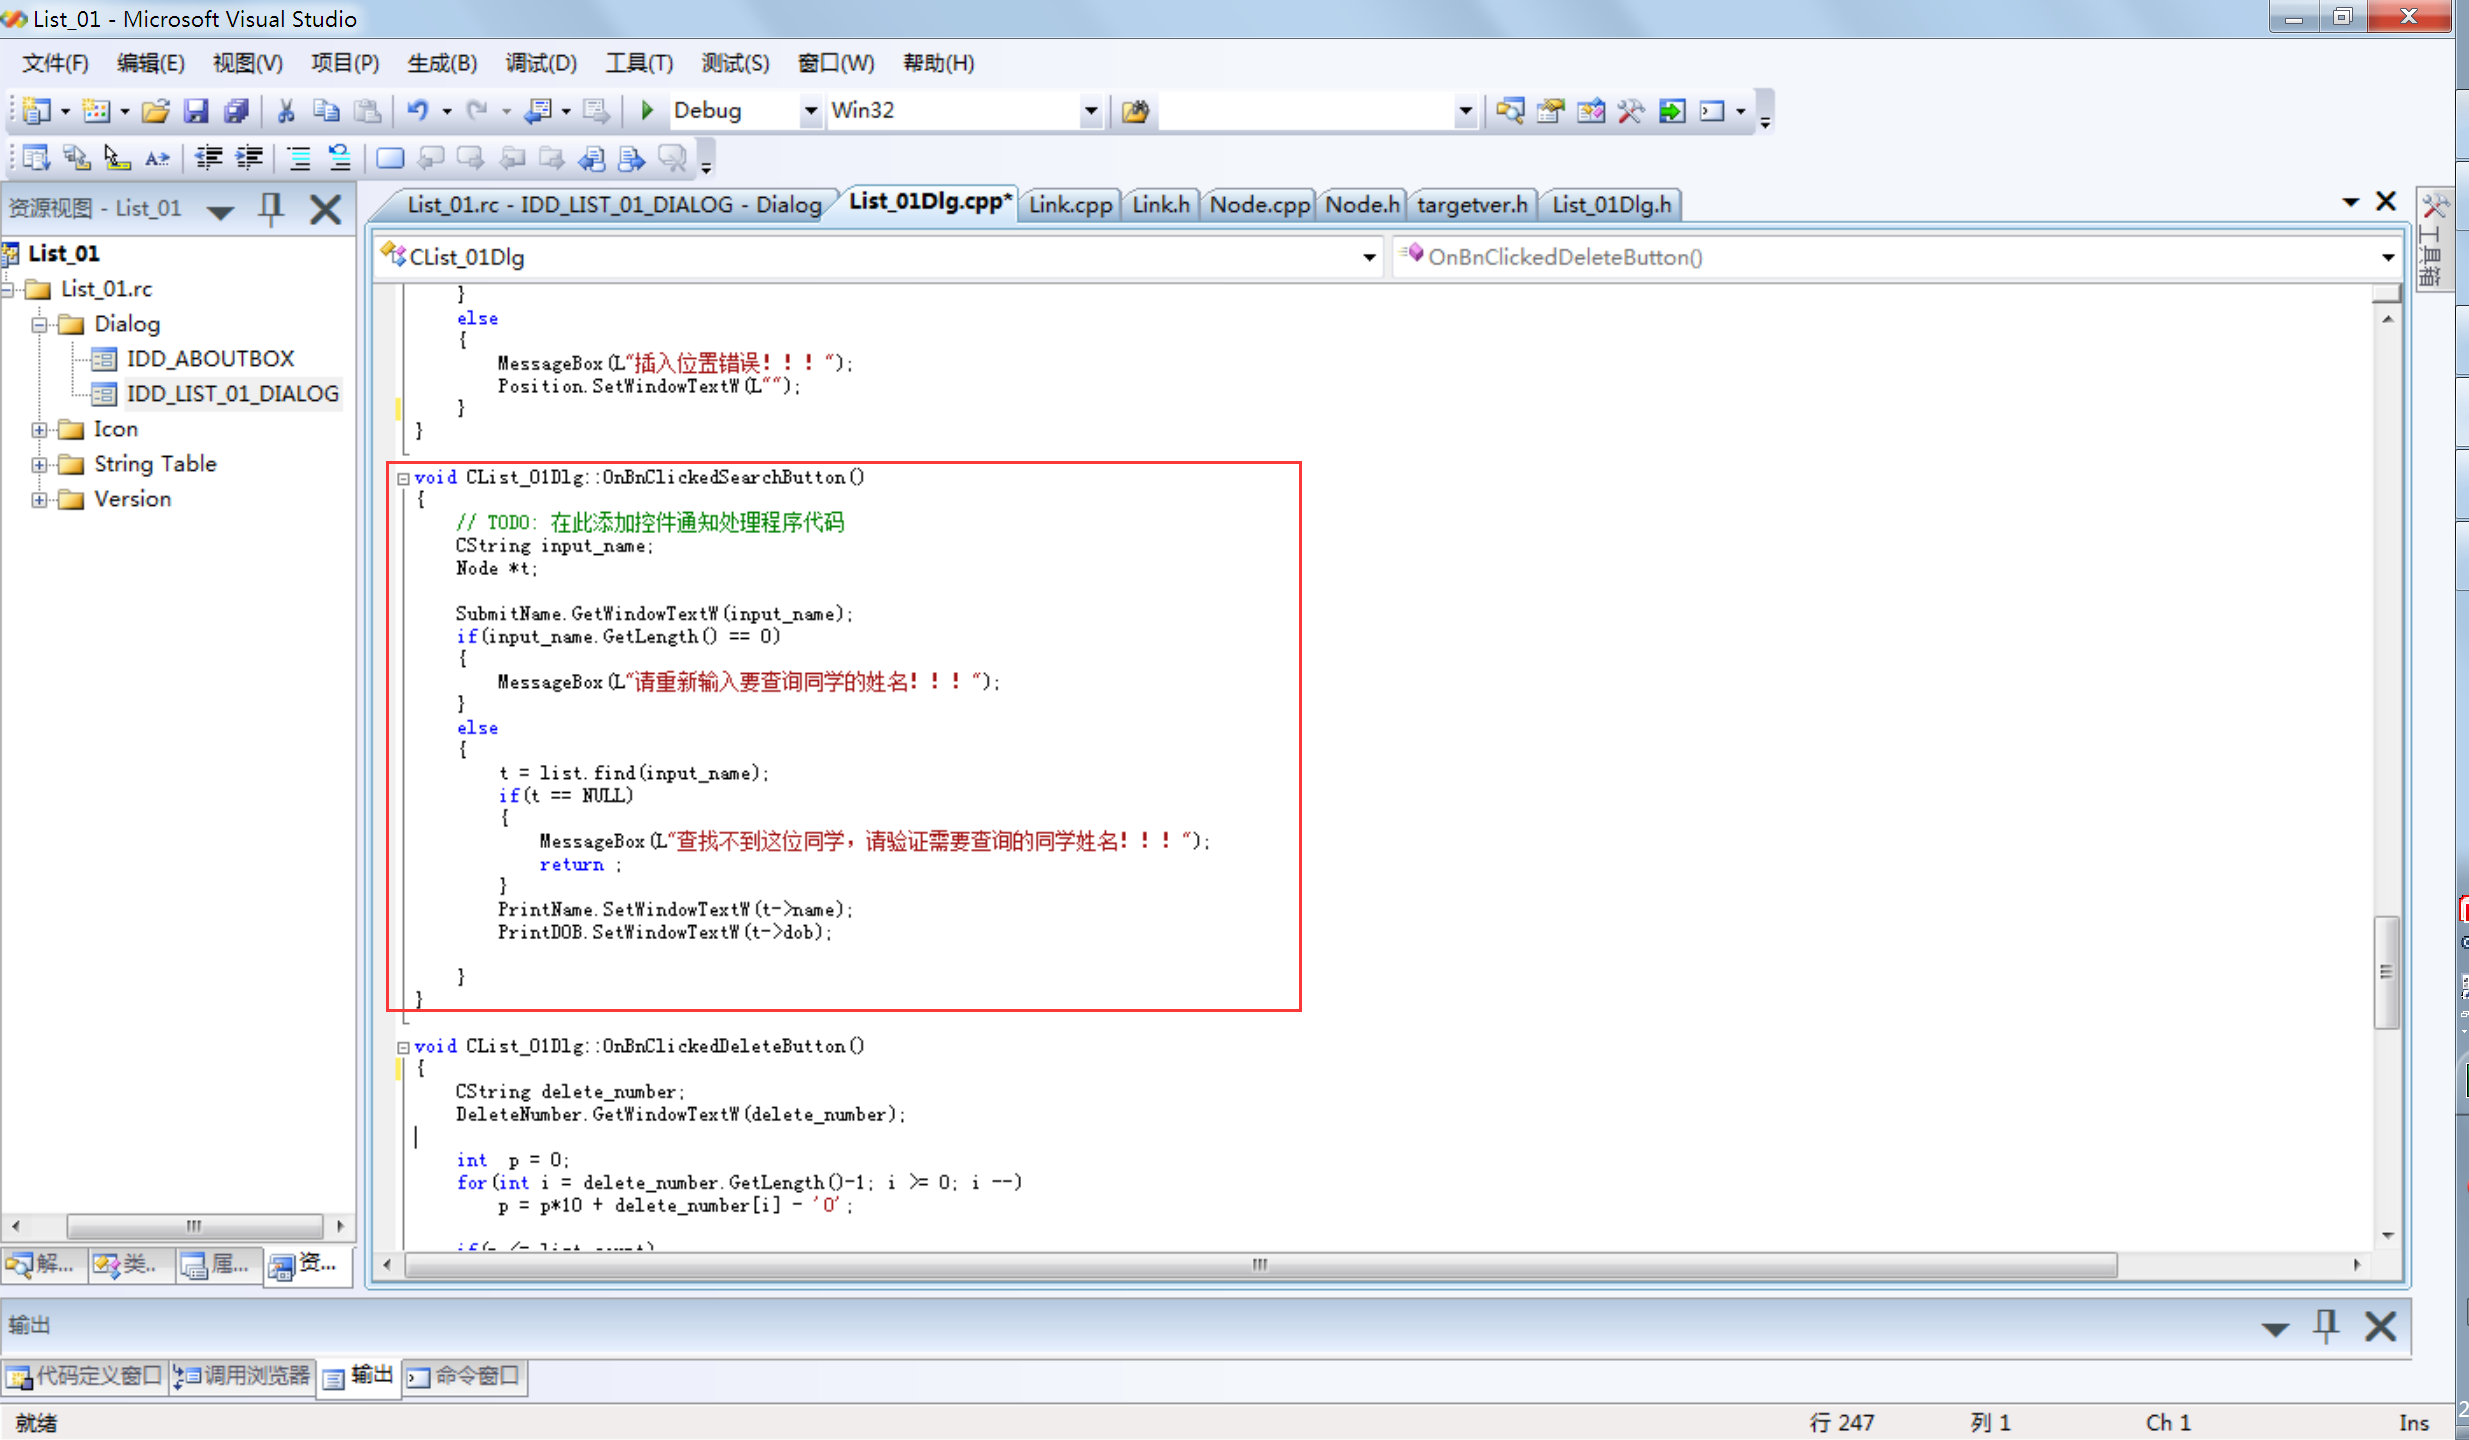 List_01 - Microsoft Visual Studio
文件(F) 编辑(E) 视图(V) 项目(P) 生成(B) 调试(D) 工具(T) 测试(S) 窗口(W) 帮助(H)
Debug Win32
资源视图 - List_01
List_01
List_01.rc
Dialog
IDD_ABOUTBOX
IDD_LIST_01_DIALOG
Icon
String Table
Version
解... 类.. 属... 资...
List_01.rc - IDD_LIST_01_DIALOG - Dialog List_01Dlg.cpp* Link.cpp Link.h Node.cpp Node.h targetver.h List_01Dlg.h
CList_01Dlg OnBnClickedDeleteButton()
工具箱
}
else
{
MessageBox(L"插入位置错误！！！");
Position.SetWindowTextW(L"");
}
}
void CList_01Dlg::OnBnClickedSearchButton()
{
// TODO: 在此添加控件通知处理程序代码
CString input_name;
Node *t;
SubmitName.GetWindowTextW(input_name);
if(input_name.GetLength() == 0)
{
MessageBox(L"请重新输入要查询同学的姓名！！！");
}
else
{
t = list.find(input_name);
if(t == NULL)
{
MessageBox(L"查找不到这位同学，请验证需要查询的同学姓名！！！");
return ;
}
PrintName.SetWindowTextW(t->name);
PrintDOB.SetWindowTextW(t->dob);
}
}
void CList_01Dlg::OnBnClickedDeleteButton()
{
CString delete_number;
DeleteNumber.GetWindowTextW(delete_number);
int  p = 0;
for(int i = delete_number.GetLength()-1; i >= 0; i --)
p = p*10 + delete_number[i] - '0';
输出
代码定义窗口 调用浏览器 输出 命令窗口
就绪 行 247 列 1 Ch 1 Ins